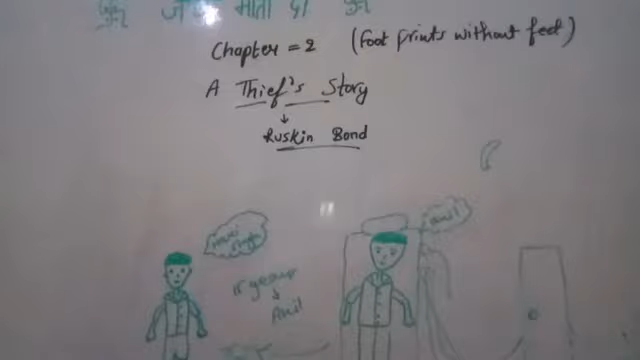 माता
Chapter = 2 (Foot prints without feet)
A Thief's Story
Ruskin Bond
Anil
15 year
Anil